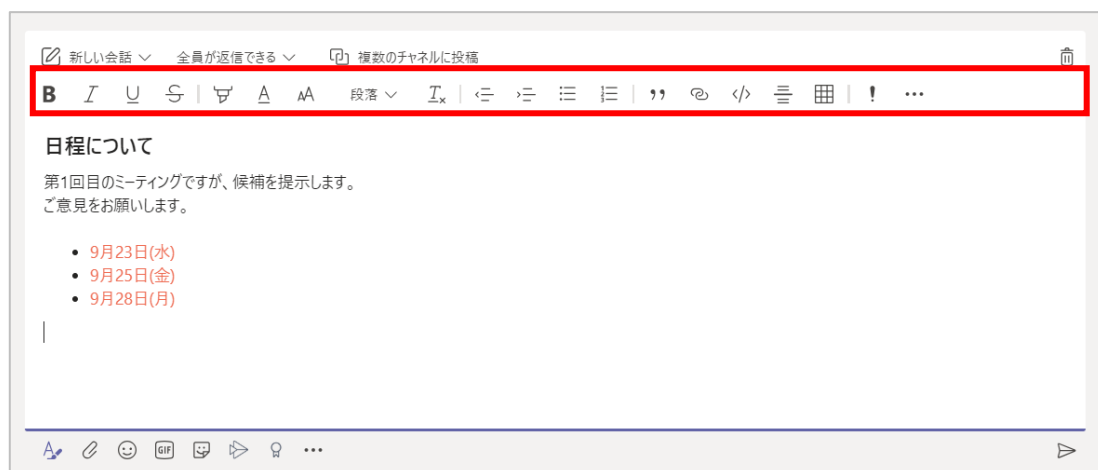 新しい会話 全員が返信できる 複数のチャネルに投稿
B I U S A AA 段落 Tx </> ! ...
日程について
第1回目のミーティングですが、候補を提示します。
ご意見をお願いします。
• 9月23日(水)
• 9月25日(金)
• 9月28日(月)
GIF ...